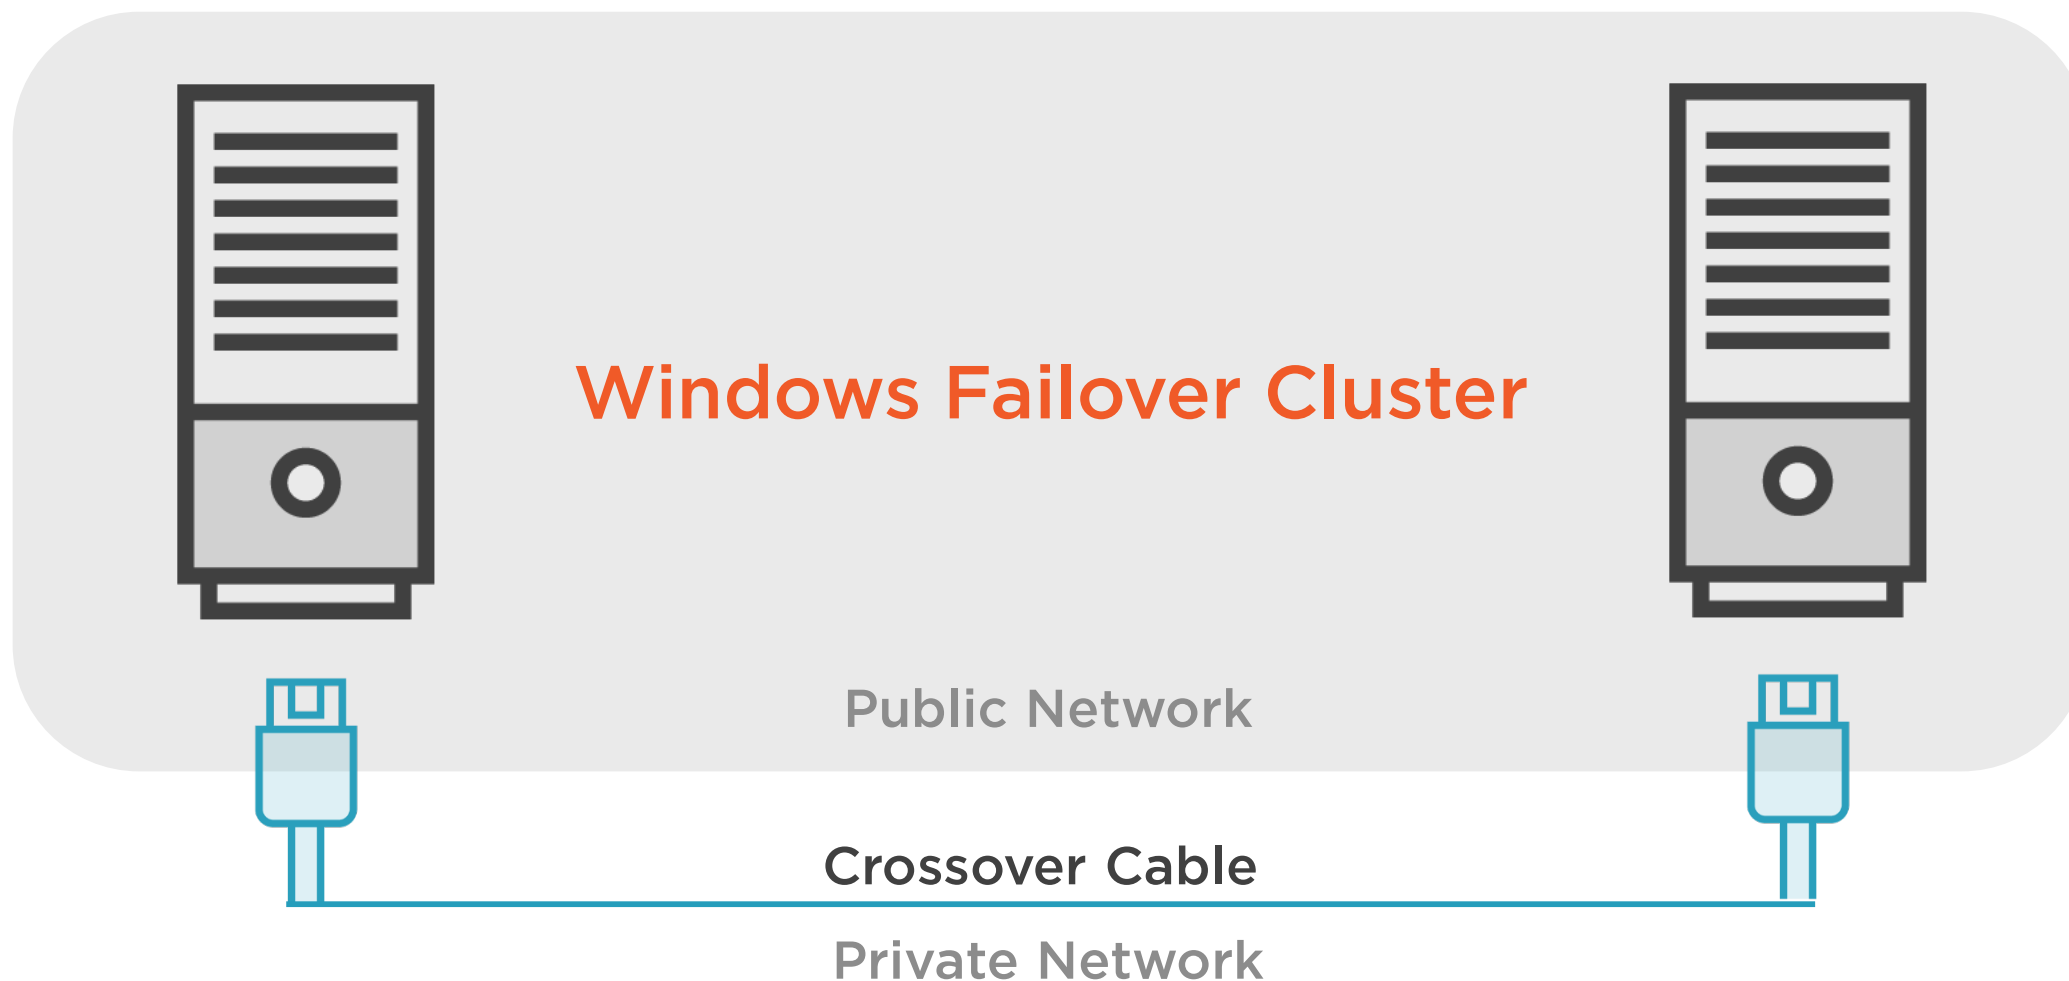 Windows Failover Cluster
Public Network
Crossover Cable
Private Network